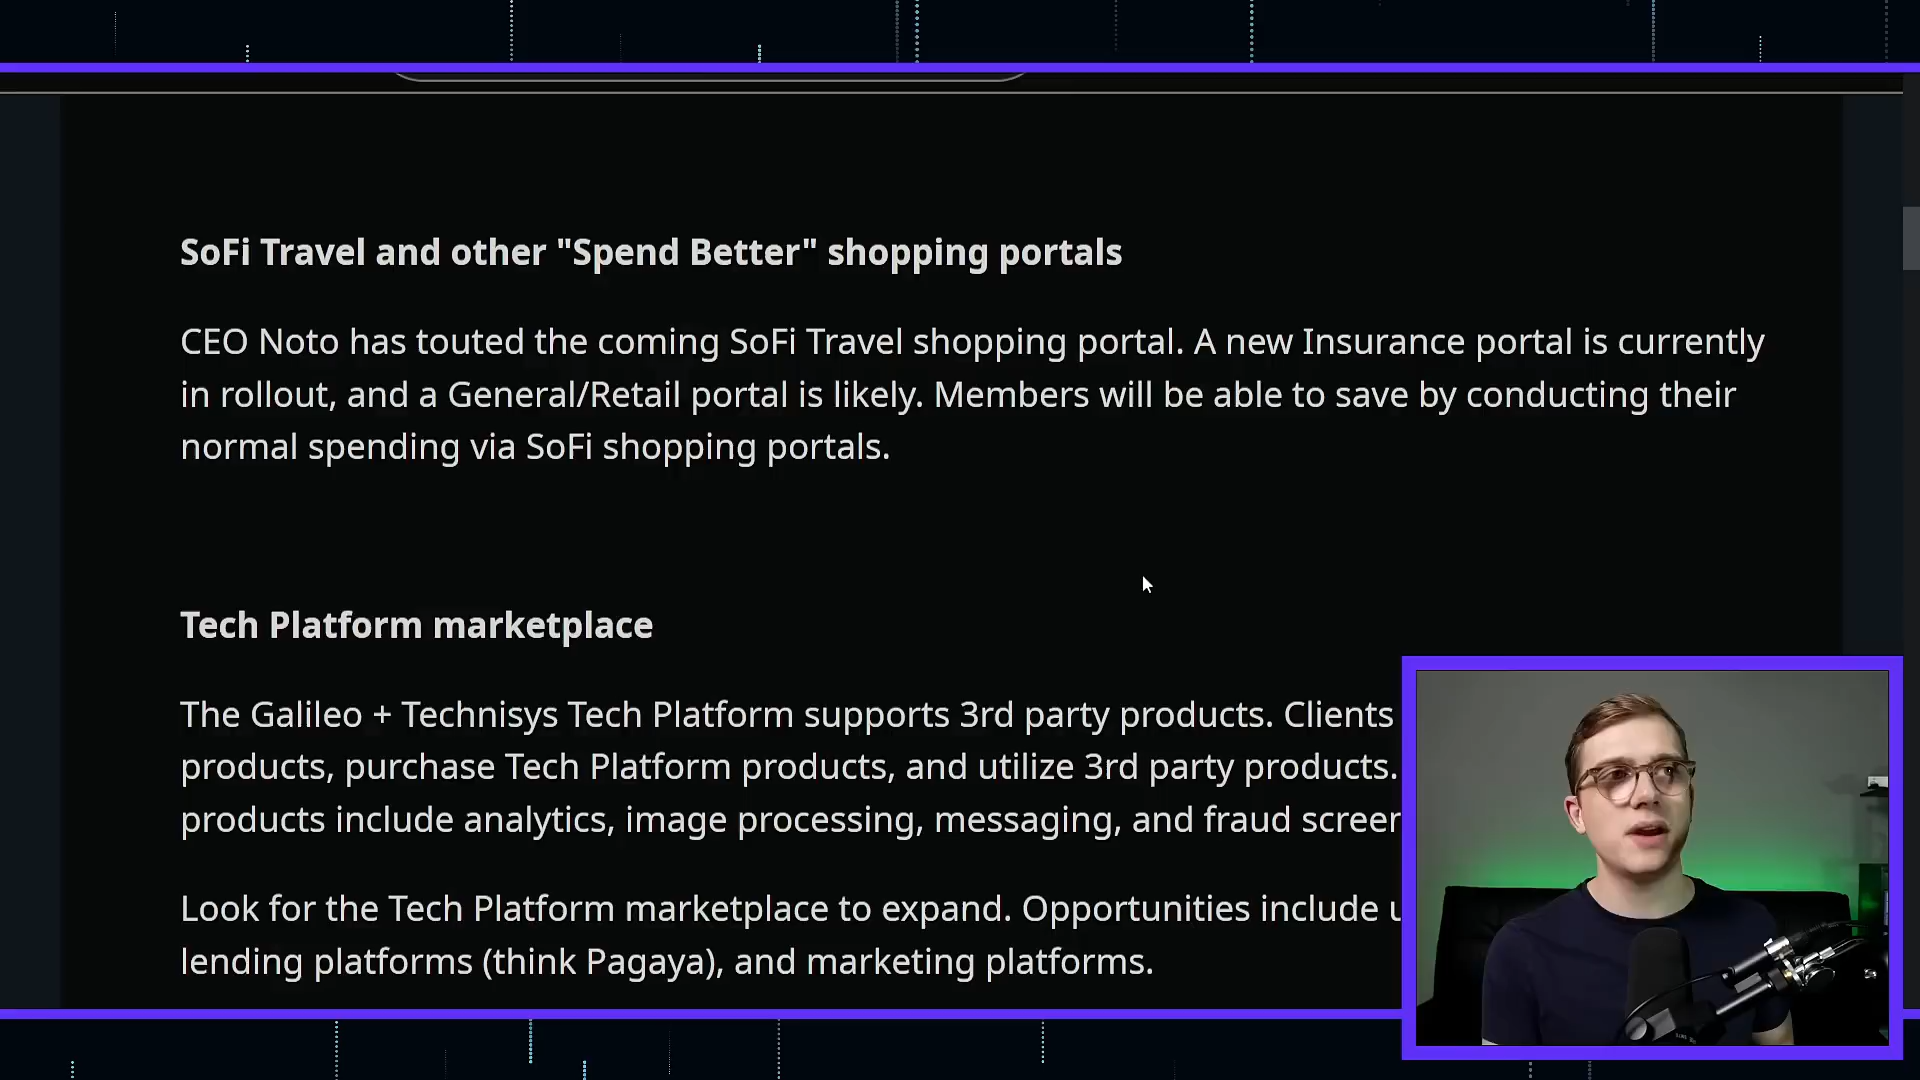 SoFi Travel and other "Spend Better" shopping portals
CEO Noto has touted the coming SoFi Travel shopping portal. A new Insurance portal is currently
in rollout, and a General/Retail portal is likely. Members will be able to save by conducting their
normal spending via SoFi shopping portals.
Tech Platform marketplace
The Galileo + Technisys Tech Platform supports 3rd party products. Clients
products, purchase Tech Platform products, and utilize 3rd party products.
products include analytics, image processing, messaging, and fraud
Look for the Tech Platform marketplace to expand. Opportunities include
lending platforms (think Pagaya), and marketing platforms.